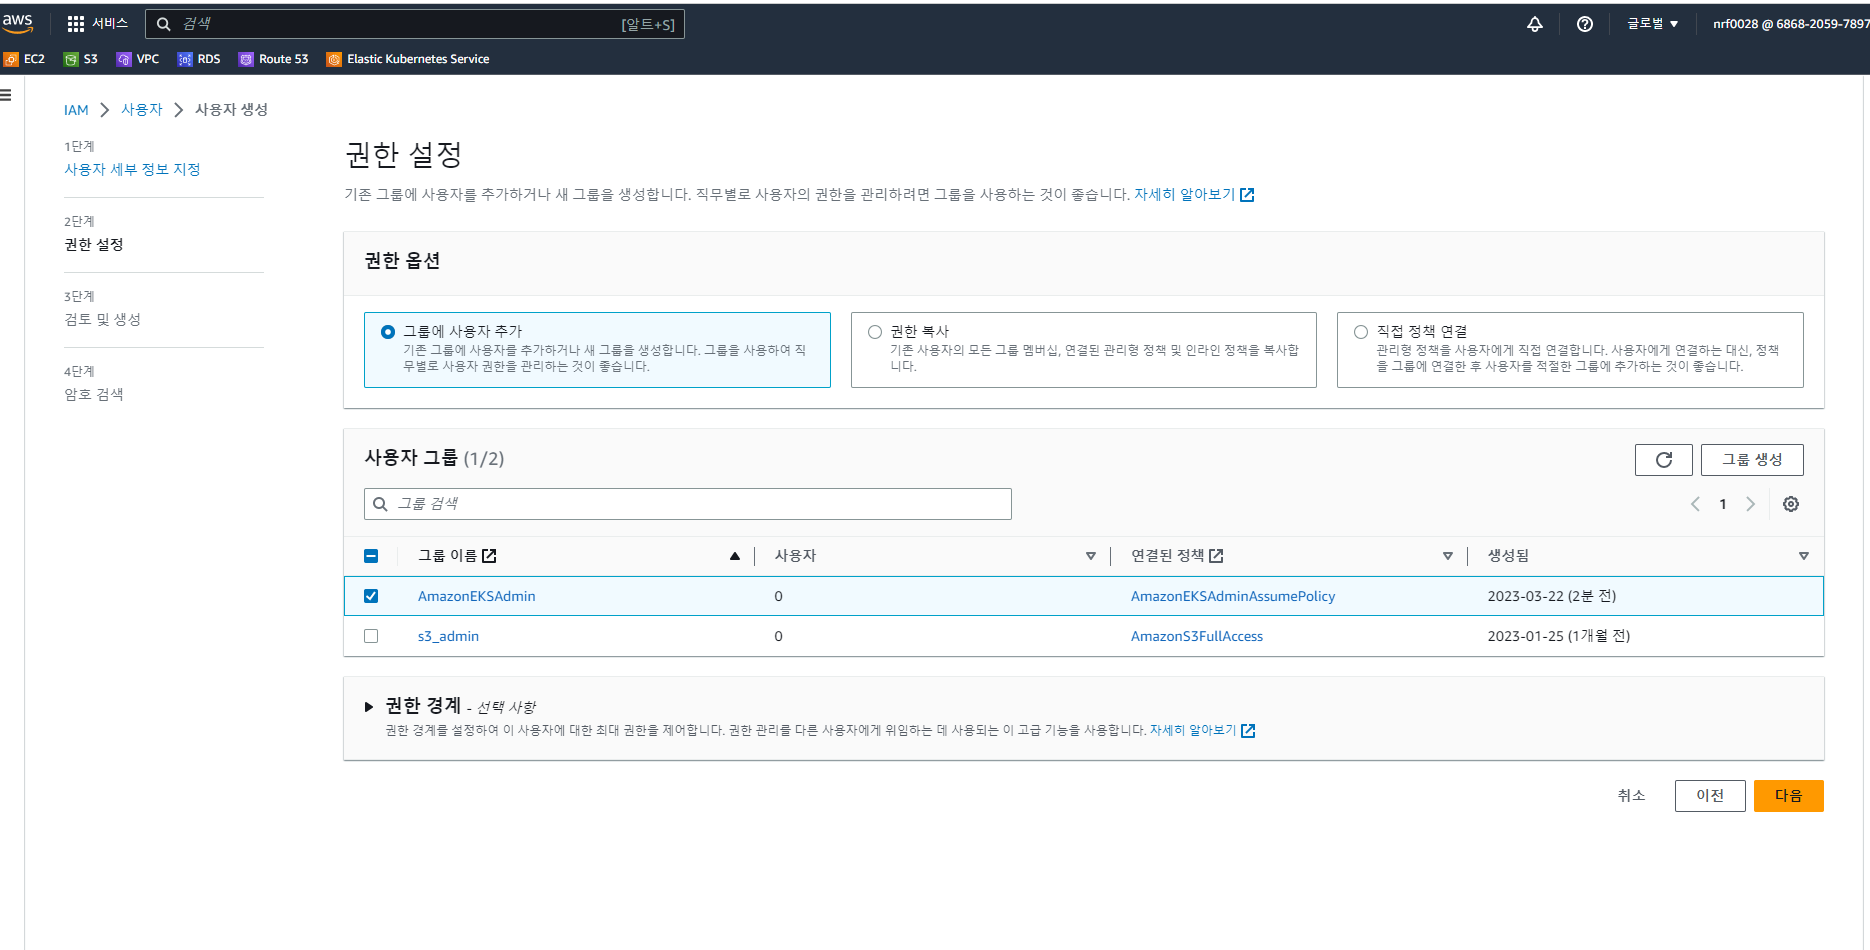 aws
서비스
검색
[알트+S]
글로벌
nrf0028 @ 6868-2059-7897
EC2
S3
VPC
RDS
Route 53
Elastic Kubernetes Service
IAM
사용자
사용자 생성
1단계
사용자 세부 정보 지정
2단계
권한 설정
3단계
검토 및 생성
4단계
암호 검색
권한 설정
기존 그룹에 사용자를 추가하거나 새 그룹을 생성합니다. 직무별로 사용자의 권한을 관리하려면 그룹을 사용하는 것이 좋습니다. 자세히 알아보기
권한 옵션
그룹에 사용자 추가
기존 그룹에 사용자를 추가하거나 새 그룹을 생성합니다. 그룹을 사용하여 직
무별로 사용자 권한을 관리하는 것이 좋습니다.
권한 복사
기존 사용자의 모든 그룹 멤버십, 연결된 관리형 정책 및 인라인 정책을 복사합
니다.
직접 정책 연결
관리형 정책을 사용자에게 직접 연결합니다. 사용자에게 연결하는 대신, 정책
을 그룹에 연결한 후 사용자를 적절한 그룹에 추가하는 것이 좋습니다.
사용자 그룹 (1/2)
그룹 생성
그룹 검색
1
그룹 이름
사용자
연결된 정책
생성됨
AmazonEKSAdmin
0
AmazonEKSAdminAssumePolicy
2023-03-22 (2분 전)
s3_admin
0
AmazonS3FullAccess
2023-01-25 (1개월 전)
권한 경계 - 선택 사항
권한 경계를 설정하여 이 사용자에 대한 최대 권한을 제어합니다. 권한 관리를 다른 사용자에게 위임하는 데 사용되는 이 고급 기능을 사용합니다. 자세히 알아보기
취소
이전
다음